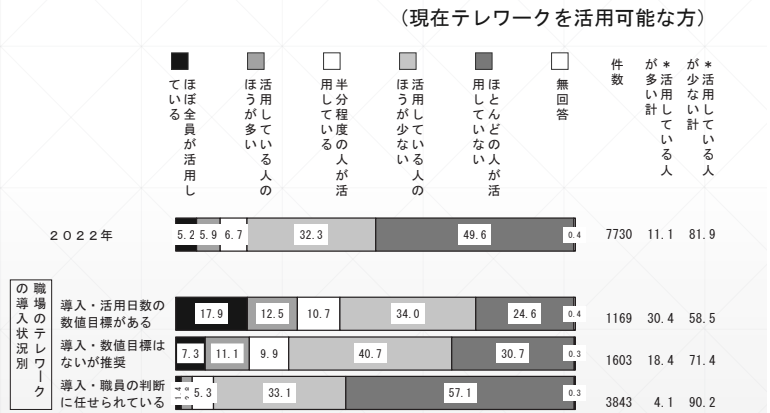 (現在テレワークを活用可能な方)
ほぼ全員が活用し
ている
活用している人の
ほうが多い
半分程度の人が活
用している
活用している人の
ほうが少ない
ほとんどの人が活
用していない
無回答
件数
*活用している人
が多い計
*活用している人
が少ない計
2022年 5.2 5.9 6.7 32.3 49.6 0.4 7730 11.1 81.9
職場のテレワーク
の導入状況別
導入・活用日数の
数値目標がある 17.9 12.5 10.7 34.0 24.6 0.4 1169 30.4 58.5
導入・数値目標は
ないが推奨 7.3 11.1 9.9 40.7 30.7 0.3 1603 18.4 71.4
導入・職員の判断
に任せられている 1.4 2.8 5.3 33.1 57.1 0.3 3843 4.1 90.2